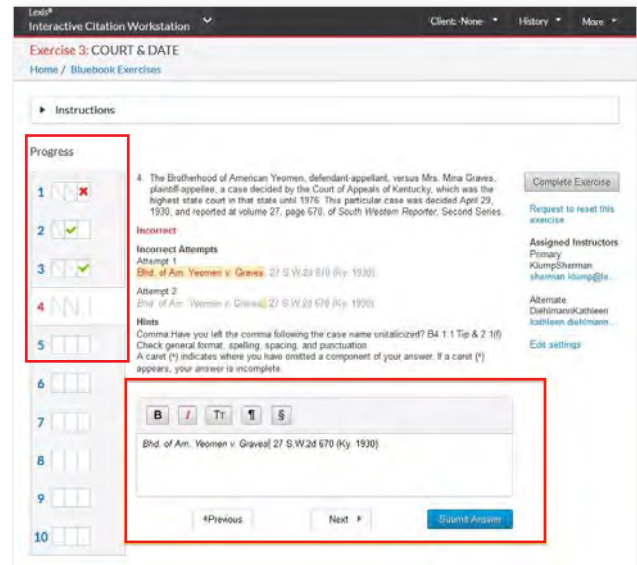 Lexis®
Interactive Citation Workstation
Client: -None-
History
More
Exercise 3: COURT & DATE
Home / Bluebook Exercises
Instructions
Progress
1
2
3
4
5
6
7
8
9
10
4. The Brotherhood of American Yeomen, defendant-appellant, versus Mrs. Mina Graves,
plaintiff-appellee, a case decided by the Court of Appeals of Kentucky, which was the
highest state court in that state until 1976. This particular case was decided April 29,
1930, and reported at volume 27, page 670, of South Western Reporter, Second Series.
Incorrect
Incorrect Attempts
Attempt 1
Bhd. of Am. Yeomen v. Graves, 27 S.W.2d 670 (Ky. 1930).
Attempt 2
Bhd. of Am. Yeomen v. Graves, 27 S.W.2d 670 (Ky. 1930).
Hints
Comma:Have you left the comma following the case name unitalicized? B4.1.1 Tip & 2.1(f)
Check general format, spelling, spacing, and punctuation
A caret (^) indicates where you have omitted a component of your answer. If a caret (^)
appears, your answer is incomplete.
B I TT ¶ §
Bhd. of Am. Yeomen v. Graves 27 S.W.2d 670 (Ky. 1930)
Previous
Next
Submit Answer
Complete Exercise
Request to reset this
exercise
Assigned Instructors
Primary
KlumpSherman
sherman.klump@le...
Alternate
DiehlmannKathleen
kathleen.diehlmann...
Edit settings